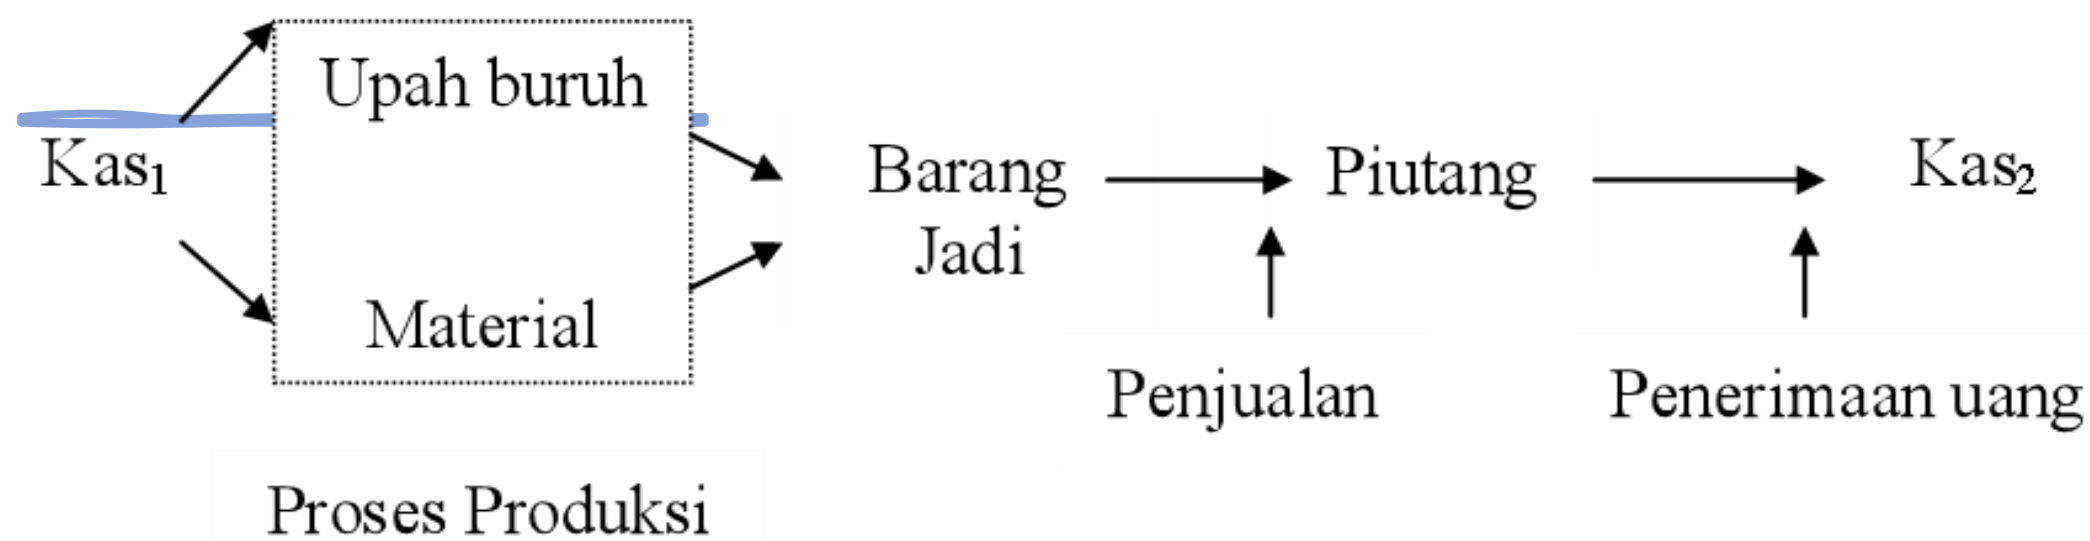 Upah buruh
Kas₁
Barang
Jadi
Piutang
Kas₂
Material
Penjualan
Penerimaan uang
Proses Produksi